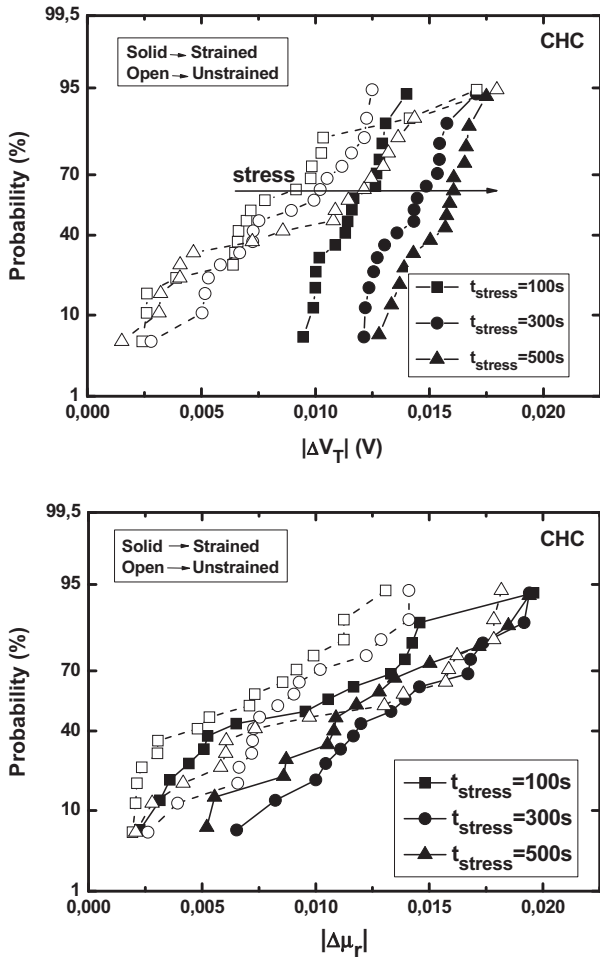 99,5
95
70
40
10
1
Probability (%)
Solid → Strained
Open → Unstrained
CHC
stress
t_stress=100s
t_stress=300s
t_stress=500s
0,000 0,005 0,010 0,015 0,020
|ΔV_T| (V)
99,5
95
70
40
10
1
Probability (%)
Solid → Strained
Open → Unstrained
CHC
t_stress=100s
t_stress=300s
t_stress=500s
0,000 0,005 0,010 0,015 0,020
|Δμ_r|